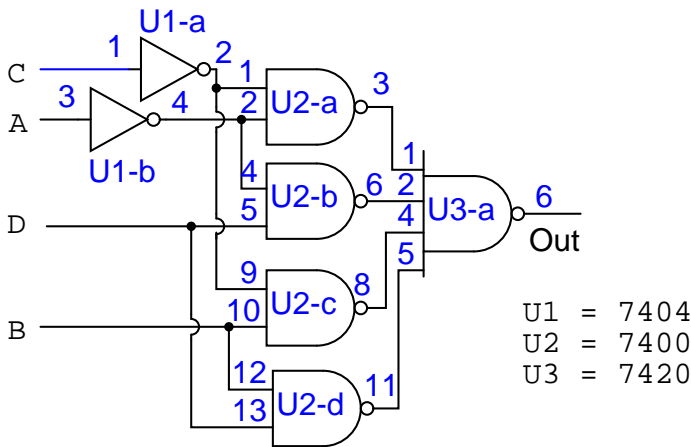 U1-a
C 1 2
1 U2-a 3
A 3 4 2
U1-b
1
4 U2-b 6 2 U3-a 6
5 4
D Out
5
9 U2-c 8
10
B
U1 = 7404
U2 = 7400
U3 = 7420
12 U2-d 11
13